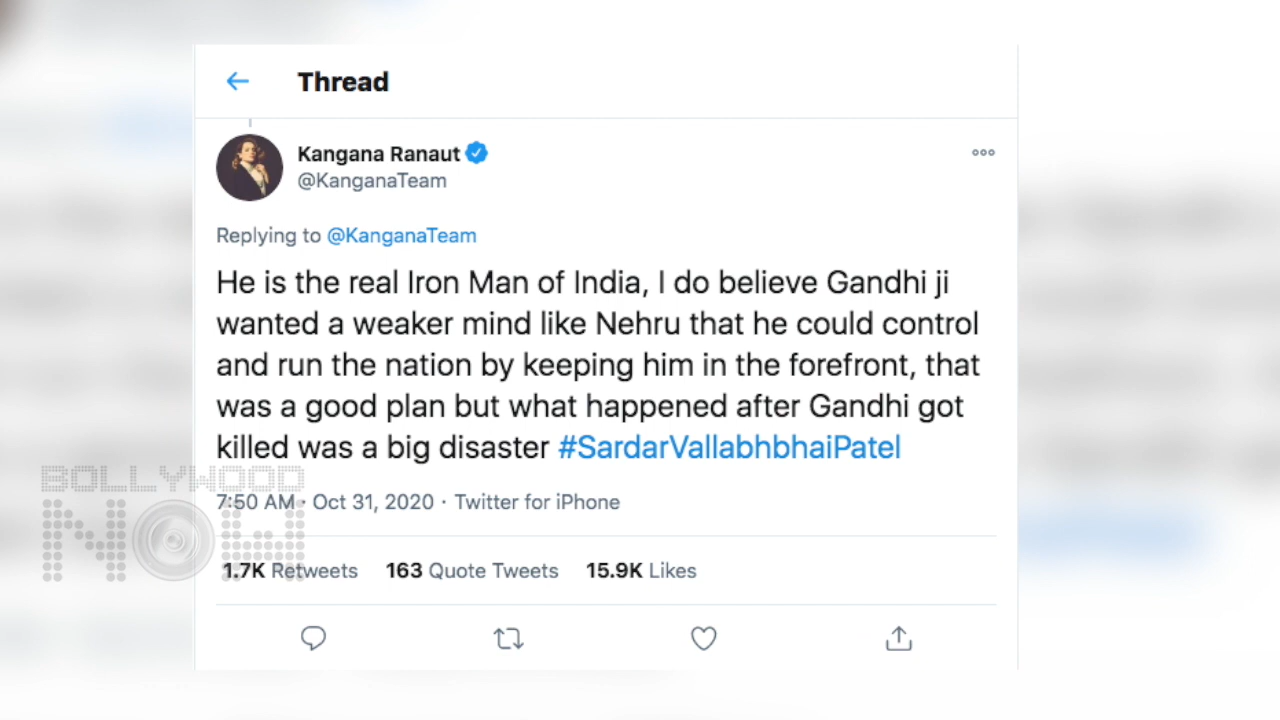 Thread
Kangana Ranaut
@KanganaTeam
Replying to @KanganaTeam
He is the real Iron Man of India, I do believe Gandhi ji
wanted a weaker mind like Nehru that he could control
and run the nation by keeping him in the forefront, that
was a good plan but what happened after Gandhi got
killed was a big disaster #SardarVallabhbhaiPatel
BOLLYWOOD
NOW
7:50 AM · Oct 31, 2020 · Twitter for iPhone
1.7K Retweets 163 Quote Tweets 15.9K Likes